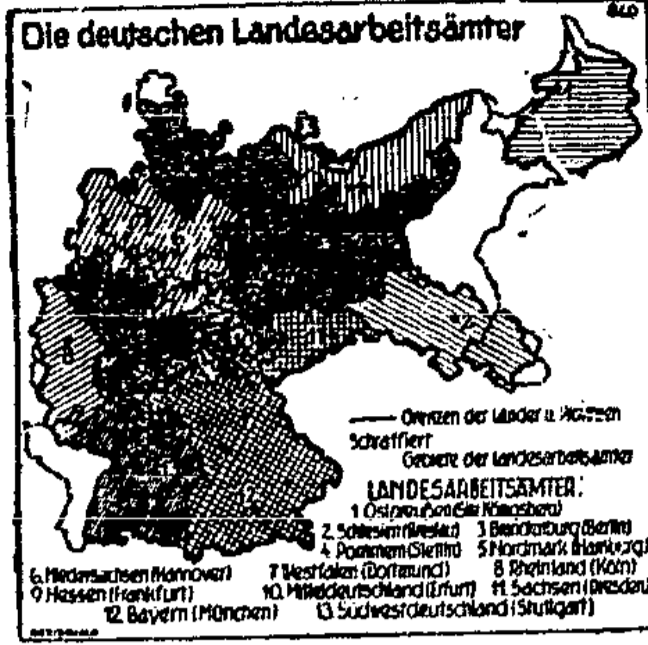 840
Die deutschen Landesarbeitsämter
Grenzen der Länder u.
Schraffiert
Gebiete der Landesarbeitsämter
LANDESARBEITSÄMTER:
1. Ostpreußen (Sitz Königsberg)
2. Schlesien (Breslau) 3. Brandenburg (Berlin)
4. Pommern (Stettin) 5. Nordmark (Hamburg)
6. Niedersachsen (Hannover) 7. Westfalen (Dortmund) 8. Rheinland (Köln)
9. Hessen (Frankfurt) 10. Mitteldeutschland (Erfurt) 11. Sachsen (Dresden)
12. Bayern (München) 13. Südwestdeutschland (Stuttgart)